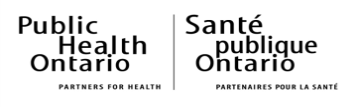 Public
Health
Ontario
PARTNERS FOR HEALTH
Santé
publique
Ontario
PARTENAIRES POUR LA SANTÉ